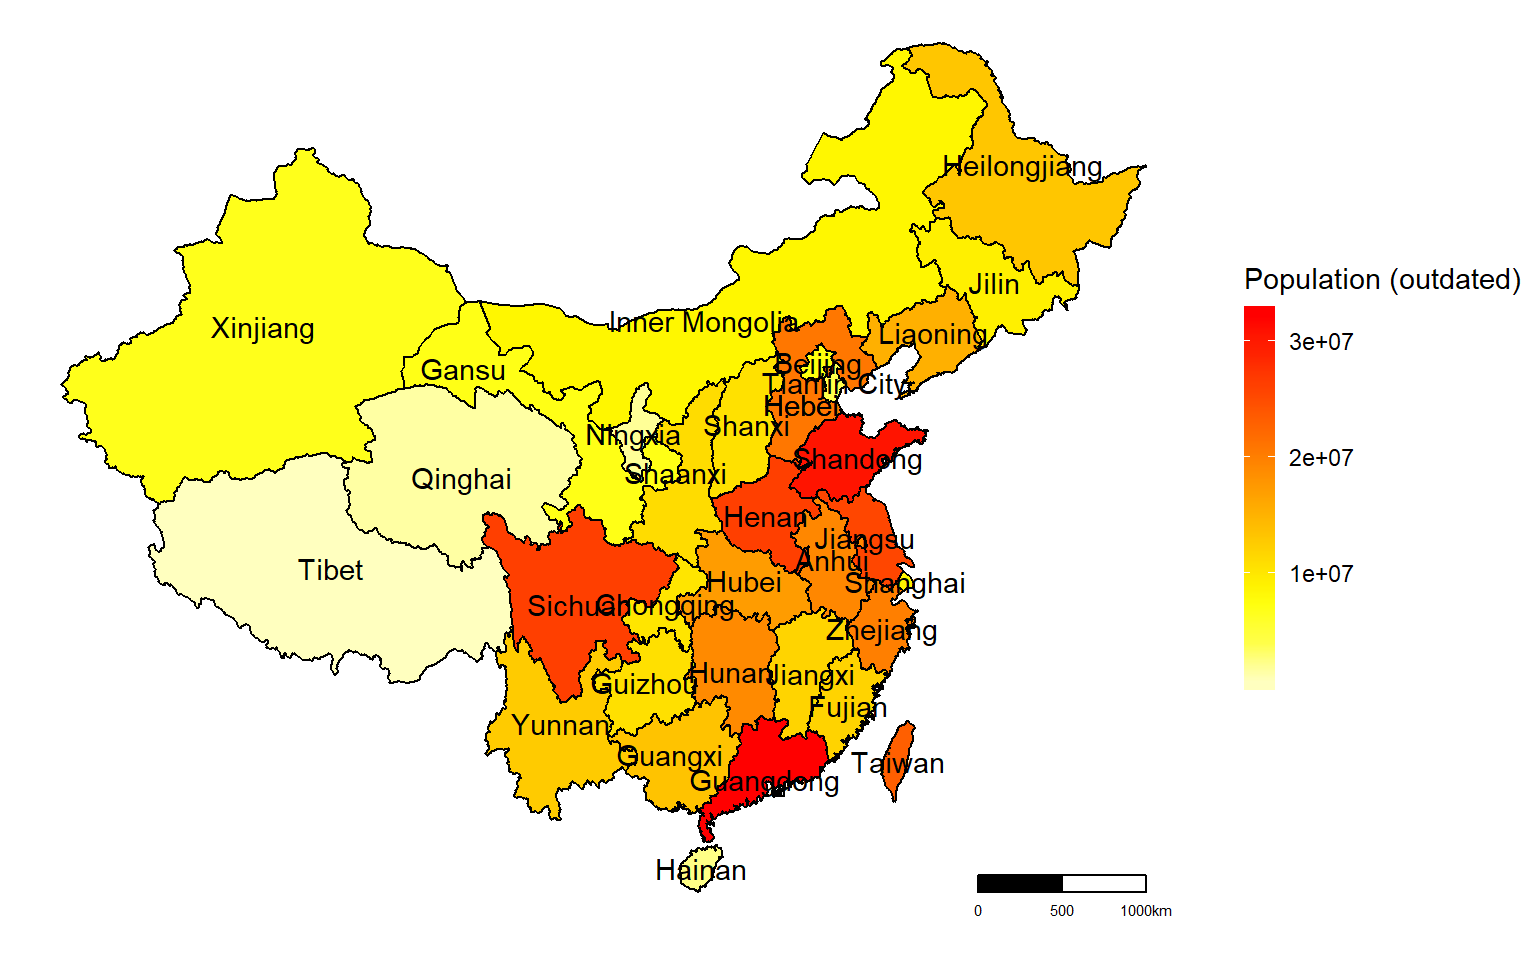 Heilongjiang
Population (outdated)
Jilin
Inner Mongolia
Xinjiang
Liaoning
3e+07
Beijing
Gansu
Tianjin City
Hebei
Shanxi
Ningxia
2e+07
Shandong
Shaanxi
Qinghai
Henan
Jiangsu
Anhui
Tibet
1e+07
Hubei
Shanghai
Sichuan
Chongqing
Zhejiang
Hunan
Jiangxi
Guizhou
Fujian
Yunnan
Guangxi
Taiwan
Guangdong
Hainan
0 500 1000km